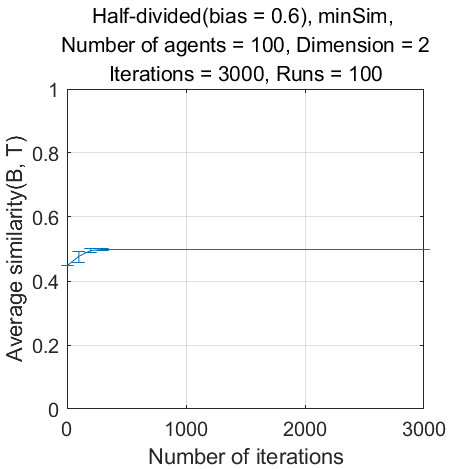 Half-divided(bias = 0.6), minSim,
Number of agents = 100, Dimension = 2
Iterations = 3000, Runs = 100
Average similarity(B, T)
1
0.8
0.6
0.4
0.2
0
0 1000 2000 3000
Number of iterations